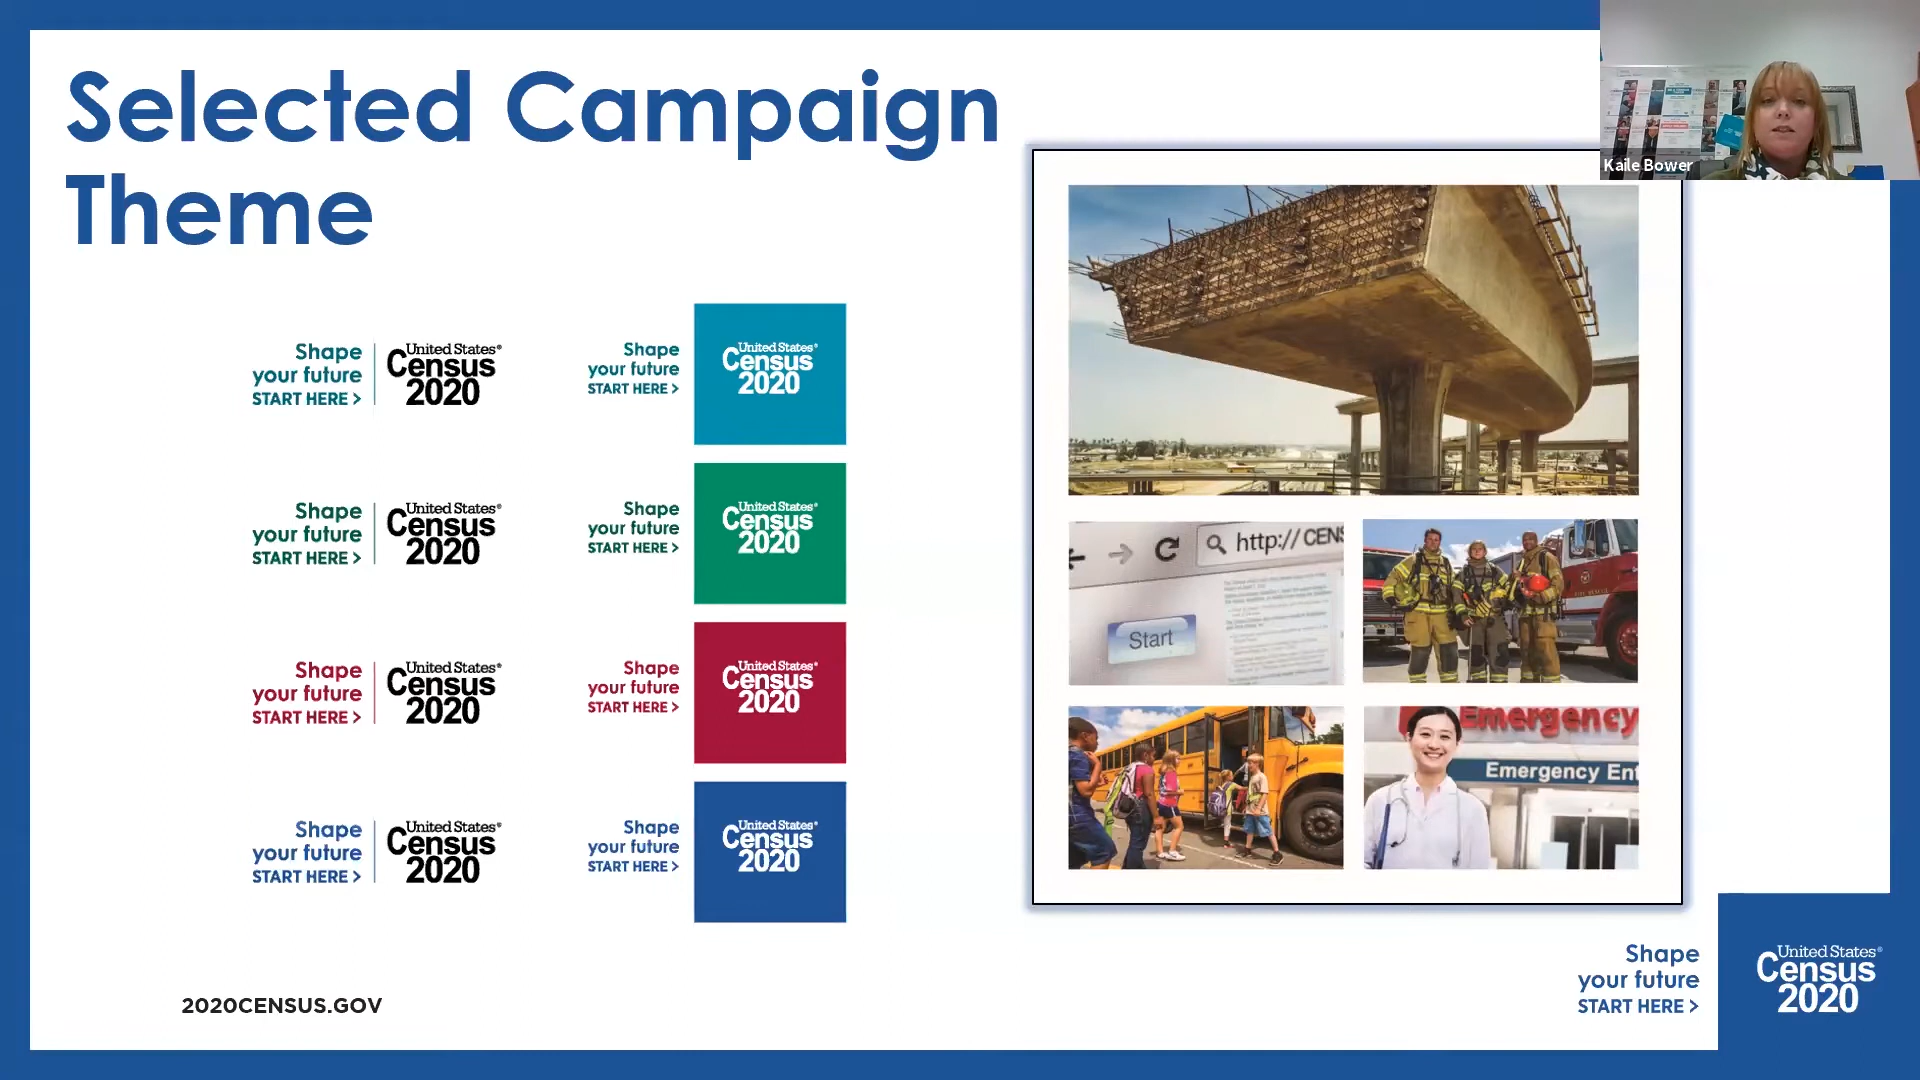 Selected Campaign
Theme
Kaile Bower
Shape
your future
START HERE >
United States®
Census
2020
Shape
your future
START HERE >
United States®
Census
2020
Shape
your future
START HERE >
United States®
Census
2020
Shape
your future
START HERE >
United States®
Census
2020
Shape
your future
START HERE >
United States®
Census
2020
Shape
your future
START HERE >
United States®
Census
2020
Shape
your future
START HERE >
United States®
Census
2020
Shape
your future
START HERE >
United States®
Census
2020
http://CENS
Start
Emergency
Emergency Ent
2020CENSUS.GOV
Shape
your future
START HERE >
United States®
Census
2020